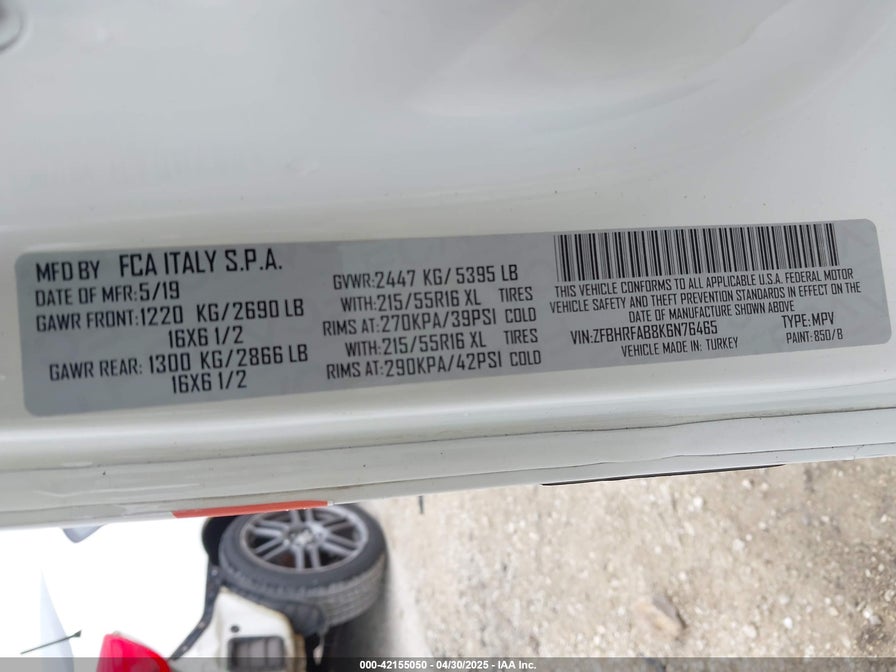 MFD BY FCA ITALY S.P.A.
DATE OF MFR:5/19
GAWR FRONT:1220 KG/2690 LB
16X6 1/2
GAWR REAR: 1300 KG/2866 LB
16X6 1/2
GVWR:2447 KG/ 5395 LB
WITH:215/55R16 XL TIRES
RIMS AT:270KPA/39PSI COLD
WITH:215/55R16 XL TIRES
RIMS AT:290KPA/42PSI COLD
THIS VEHICLE CONFORMS TO ALL APPLICABLE U.S.A. FEDERAL MOTOR
VEHICLE SAFETY AND THEFT PREVENTION STANDARDS IN EFFECT ON THE
DATE OF MANUFACTURE SHOWN ABOVE
VIN:ZFBHRFAB8K6N76465 TYPE:MPV
VEHICLE MADE IN: TURKEY PAINT: 850/B
000-42155050 - 04/30/2025 - IAA Inc.